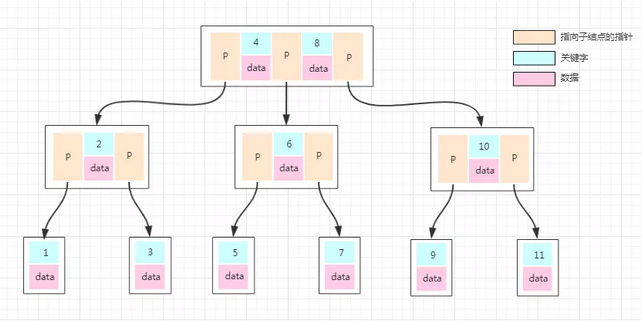 4 8
P P P
data data
指向子结点的指针
关键字
数据
2
P P
data
6
P P
data
10
P P
data
1 3 5 7 9 11
data data data data data data